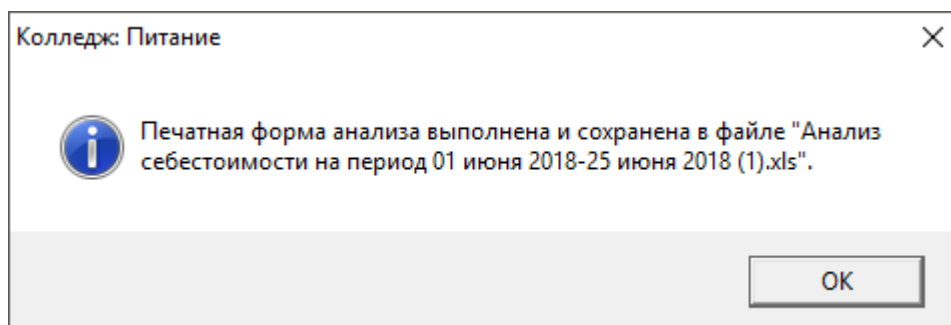 Колледж: Питание
Печатная форма анализа выполнена и сохранена в файле "Анализ
себестоимости на период 01 июня 2018-25 июня 2018 (1).xls".
OK